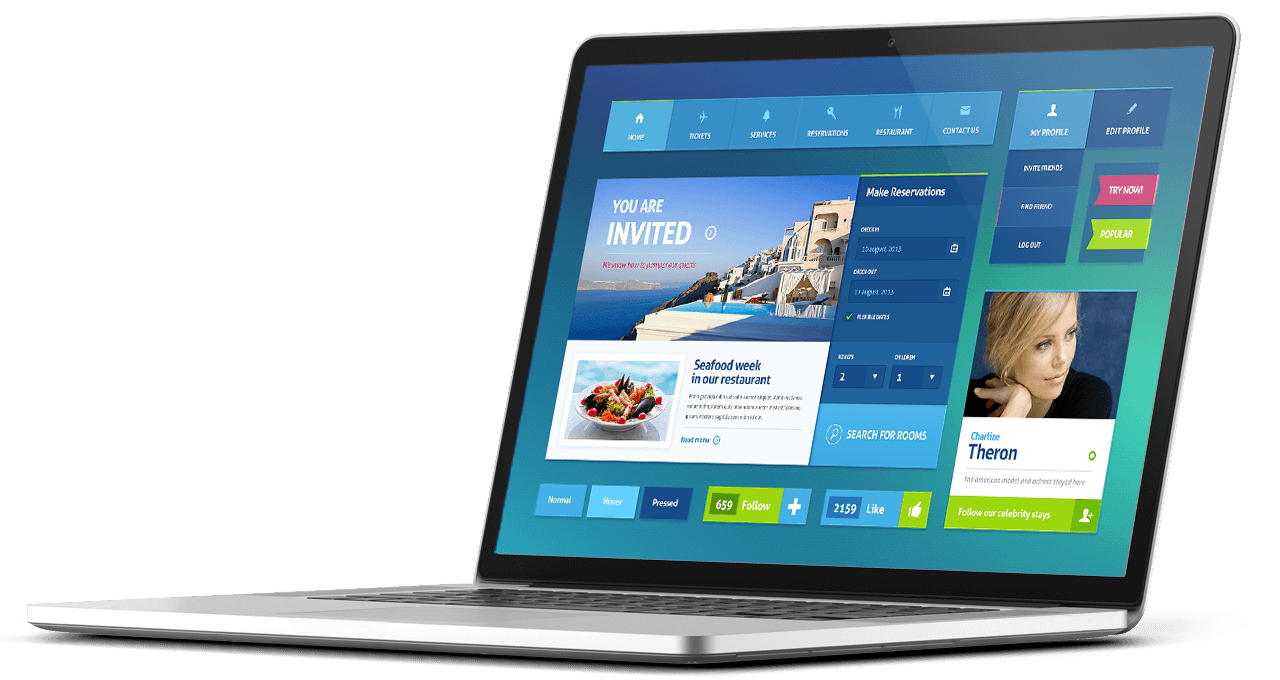 HOME
TICKETS
SERVICES
RESERVATIONS
RESTAURANT
CONTACT US
MY PROFILE
EDIT PROFILE
INVITE FRIENDS
FIND FRIEND
LOG OUT
TRY NOW!
POPULAR
YOU ARE
INVITED
We know how to pamper our guests
Make Reservations
CHECK IN
10 august, 2013
CHECK OUT
17 august, 2013
FLEXIBLE DATES
ADULTS
CHILDREN
2
1
SEARCH FOR ROOMS
Seafood week
in our restaurant
Read menu
Charlize
Theron
The american model and actress stayed here
Follow our celebrity stays
Normal
Hover
Pressed
659 Follow
2159 Like